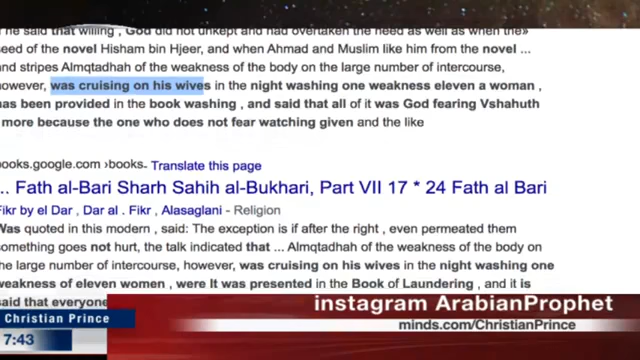 he said that willing , God did not unkept and had overtaken the need as well as when the»
seed of the novel Hisham bin Hjeer, and when Ahmad and Muslim like him from the novel ...
and stripes Almqtadhah of the weakness of the body on the large number of intercourse,
however, was cruising on his wives in the night washing one weakness eleven a woman ,
has been provided in the book washing , and said that all of it was God fearing Vshahuth
more because the one who does not fear watching given and the like
books.google.com ›books- Translate this page
... Fath al-Bari Sharh Sahih al-Bukhari, Part VII 17 * 24 Fath al Bari
Fikr by el Dar , Dar al . Fikr , Alasaglani - Religion
Was quoted in this modern , said: The exception is if after the right , even permeated them
something goes not hurt, the talk indicated that ... Almqtadhah of the weakness of the body on
the large number of intercourse, however, was cruising on his wives in the night washing one
weakness of eleven women , were It was presented in the Book of Laundering , and it is
said that everyone
instagram ArabianProphet
Christian Prince
minds.com/ChristianPrince
7:43